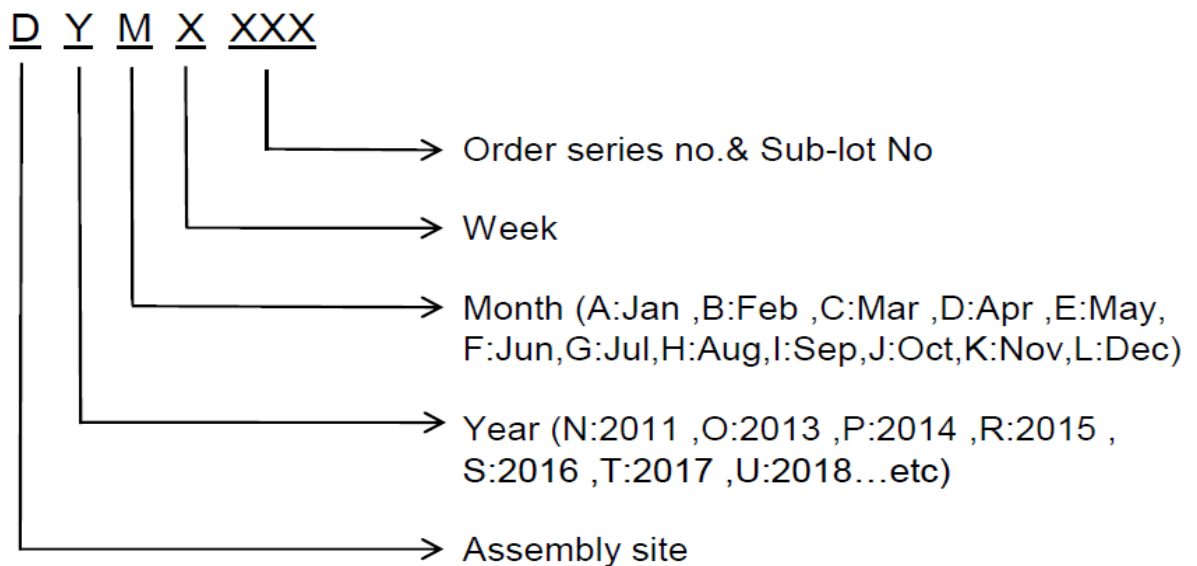 D Y M X XXX
Order series no.& Sub-lot No
Week
Month (A:Jan ,B:Feb ,C:Mar ,D:Apr ,E:May,
F:Jun,G:Jul,H:Aug,I:Sep,J:Oct,K:Nov,L:Dec)
Year (N:2011 ,O:2013 ,P:2014 ,R:2015 ,
S:2016 ,T:2017 ,U:2018...etc)
Assembly site